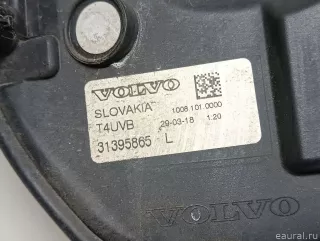 VOLVO
SLOVAKIA 1008.101.0000
T4UVB 29-03-18 1.20
31395865 L
VOLVO
eaural.ru